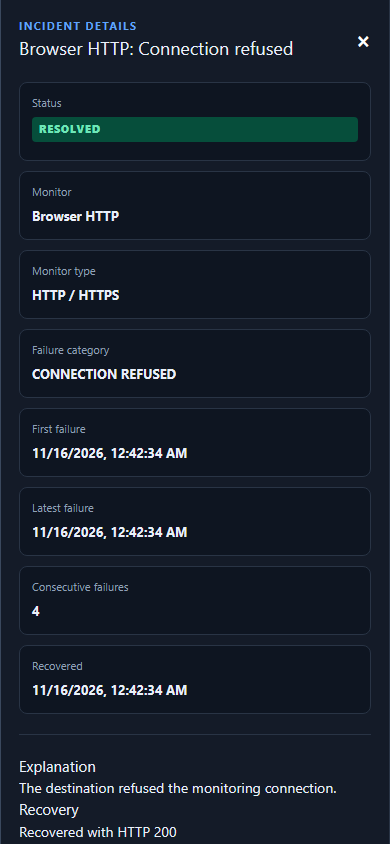 INCIDENT DETAILS
Browser HTTP: Connection refused
×
Status
RESOLVED
Monitor
Browser HTTP
Monitor type
HTTP / HTTPS
Failure category
CONNECTION REFUSED
First failure
11/16/2026, 12:42:34 AM
Latest failure
11/16/2026, 12:42:34 AM
Consecutive failures
4
Recovered
11/16/2026, 12:42:34 AM
Explanation
The destination refused the monitoring connection.
Recovery
Recovered with HTTP 200